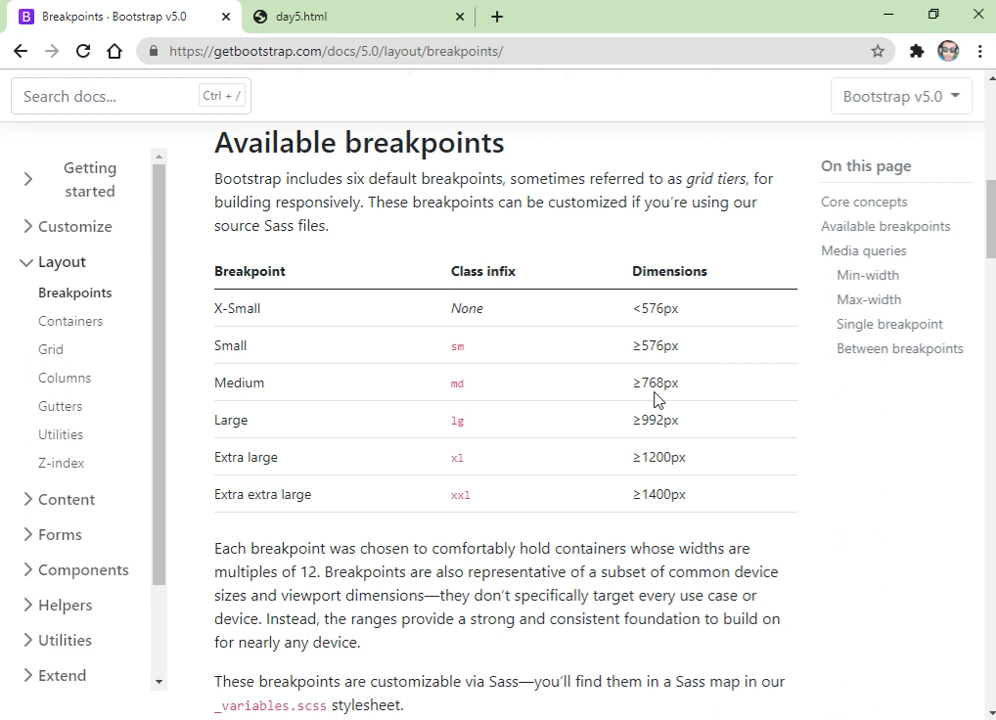 B Breakpoints · Bootstrap v5.0
day5.html
https://getbootstrap.com/docs/5.0/layout/breakpoints/
Search docs...
Ctrl + /
Bootstrap v5.0
Getting
started
Customize
Layout
Breakpoints
Containers
Grid
Columns
Gutters
Utilities
Z-index
Content
Forms
Components
Helpers
Utilities
Extend
Available breakpoints
Bootstrap includes six default breakpoints, sometimes referred to as grid tiers, for
building responsively. These breakpoints can be customized if you’re using our
source Sass files.
Breakpoint Class infix Dimensions
X-Small None <576px
Small sm ≥576px
Medium md ≥768px
Large lg ≥992px
Extra large xl ≥1200px
Extra extra large xxl ≥1400px
Each breakpoint was chosen to comfortably hold containers whose widths are
multiples of 12. Breakpoints are also representative of a subset of common device
sizes and viewport dimensions—they don’t specifically target every use case or
device. Instead, the ranges provide a strong and consistent foundation to build on
for nearly any device.
These breakpoints are customizable via Sass—you’ll find them in a Sass map in our
_variables.scss stylesheet.
On this page
Core concepts
Available breakpoints
Media queries
Min-width
Max-width
Single breakpoint
Between breakpoints